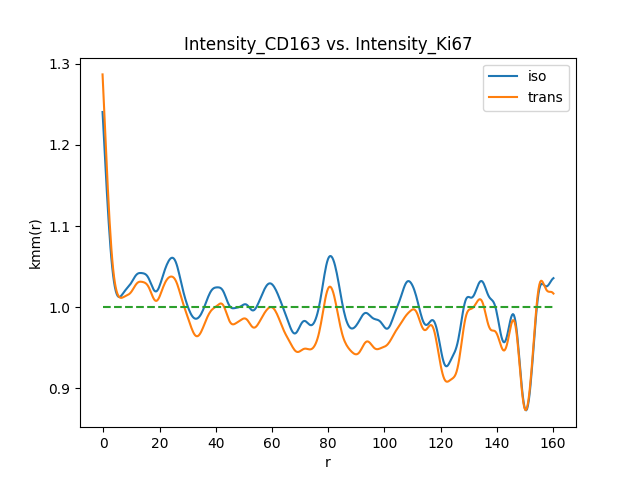 Intensity_CD163 vs. Intensity_Ki67
iso
trans
kmm(r)
1.3
1.2
1.1
1.0
0.9
0 20 40 60 80 100 120 140 160
r